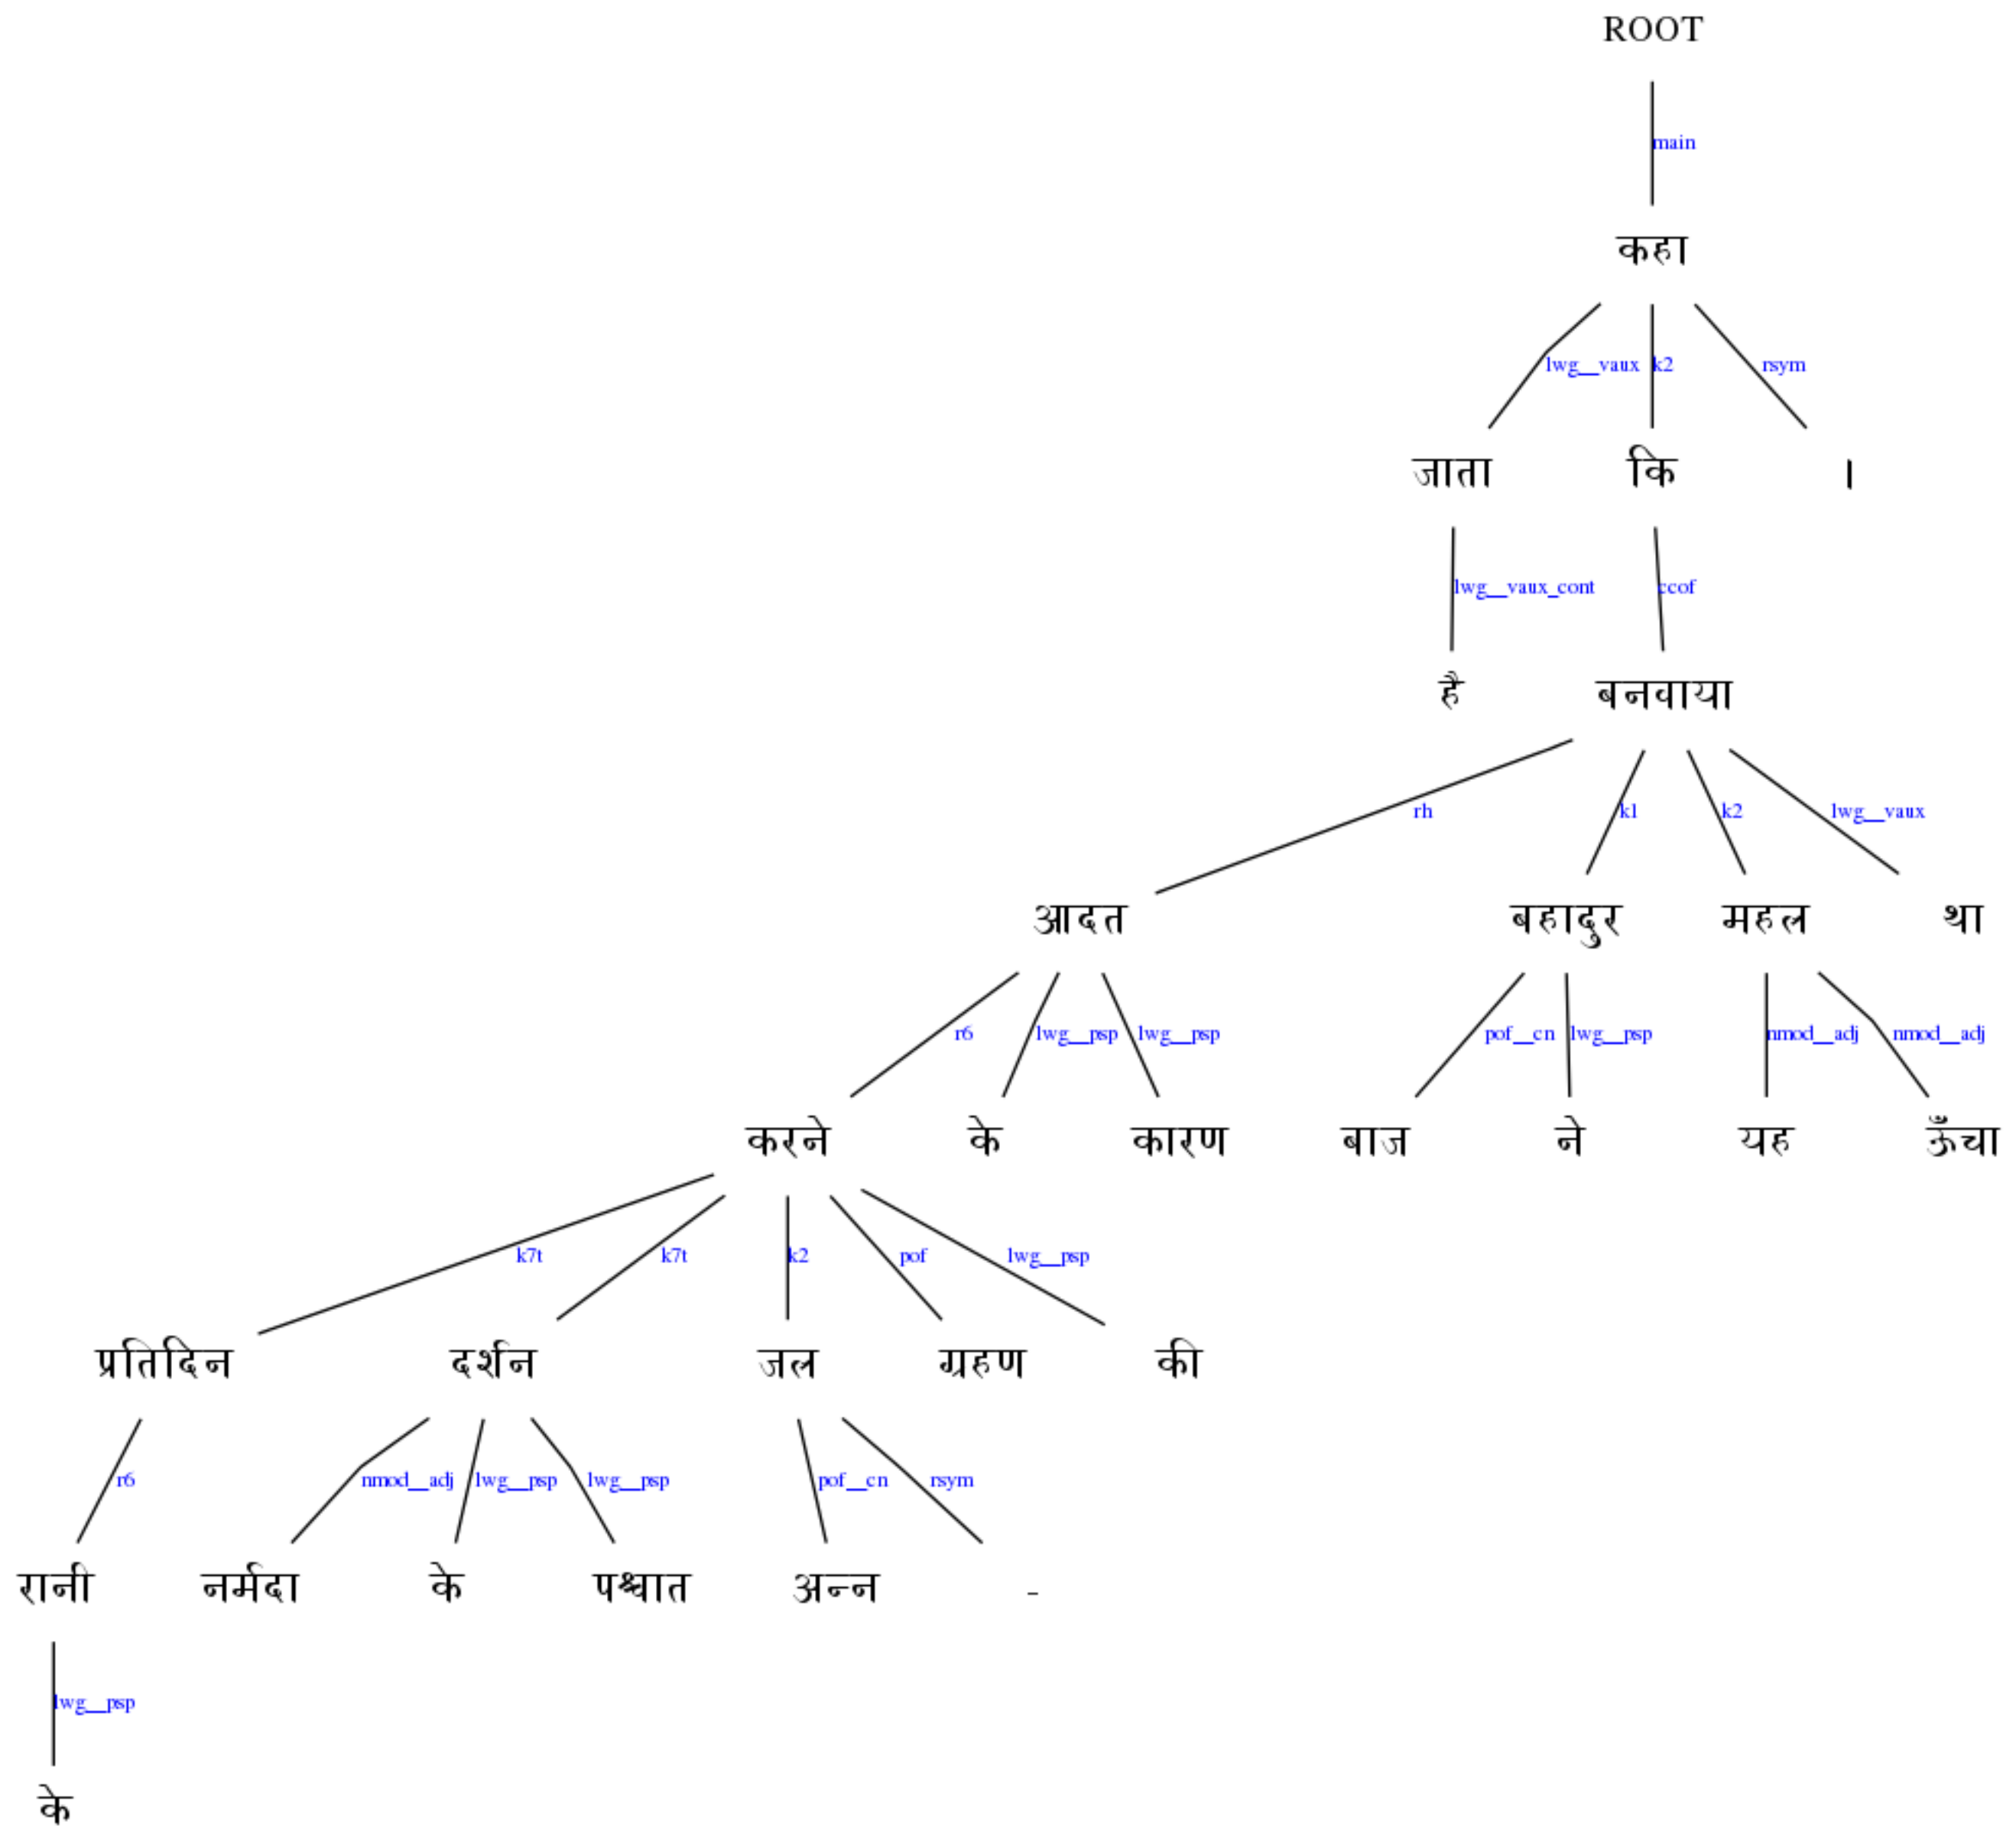 ROOT
main
कहा
lwg__vaux k2 rsym
जाता कि ।
lwg__vaux_cont ccof
है बनवाया
rh k1 k2 lwg__vaux
आदत बहादुर महल था
r6 lwg__psp lwg__psp pof__cn lwg__psp nmod__adj nmod__adj
करने के कारण बाज ने यह ऊँचा
k7t k7t k2 pof lwg__psp
प्रतिदिन दर्शन जल ग्रहण की
r6 nmod__adj lwg__psp lwg__psp pof__cn rsym
रानी नर्मदा के पश्चात अन्न -
lwg__psp
के